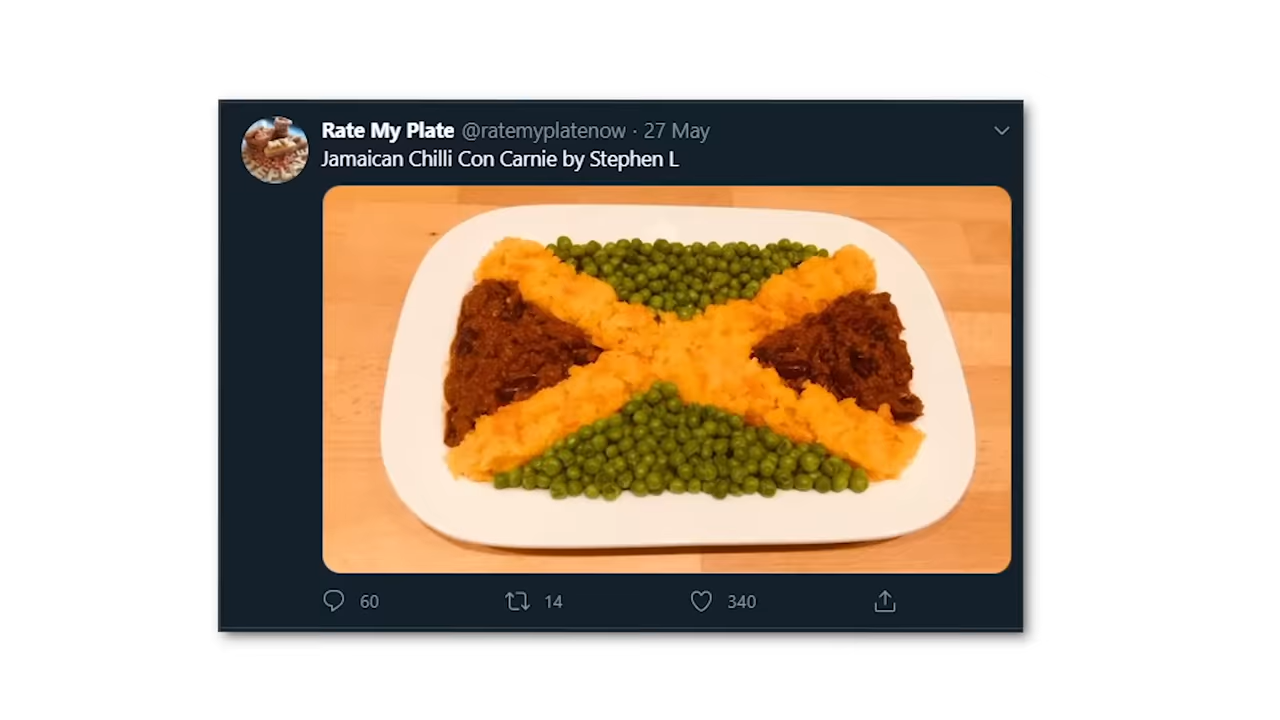 Rate My Plate @ratemyplatenow · 27 May
Jamaican Chilli Con Carnie by Stephen L
60 14 340